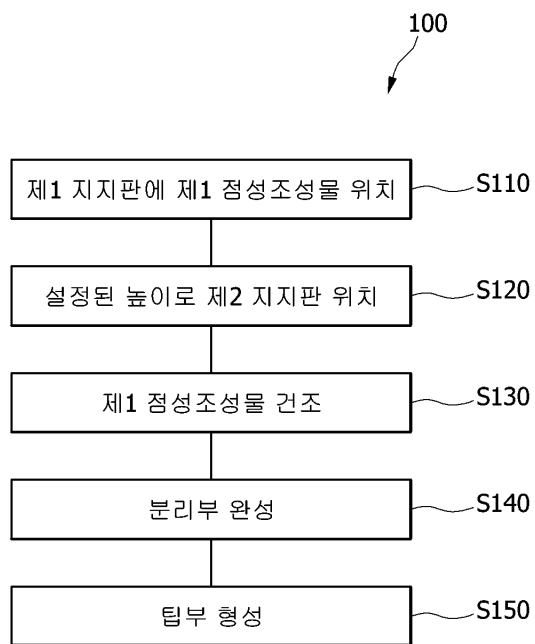 100
제1 지지판에 제1 점성조성물 위치 S110
설정된 높이로 제2 지지판 위치 S120
제1 점성조성물 건조 S130
분리부 완성 S140
팁부 형성 S150